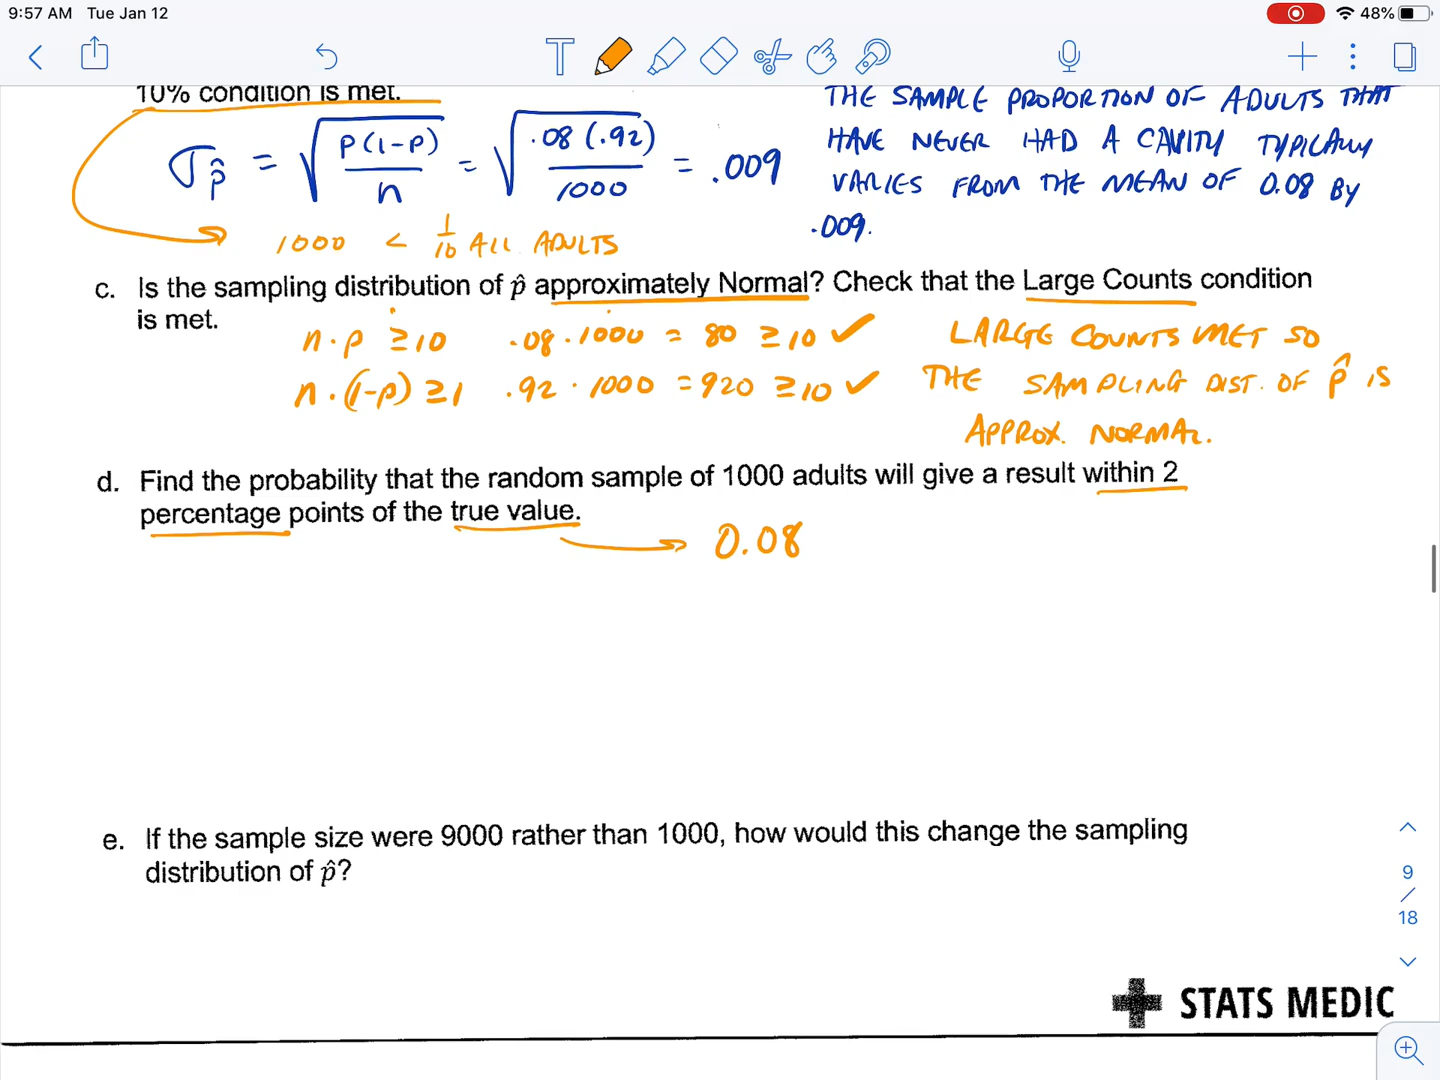 9:57 AM Tue Jan 12
48%
10% condition is met.
σp̂ = √(P(1-P)/n) = √(.08(.92)/1000) = .009
1000 < 1/10 ALL ADULTS
THE SAMPLE PROPORTION OF ADULTS THAT
HAVE NEVER HAD A CAVITY TYPICALLY
VARIES FROM THE MEAN OF 0.08 BY
.009.
c. Is the sampling distribution of p̂ approximately Normal? Check that the Large Counts condition
is met.
n·p ≥10 .08·1000 = 80 ≥10 ✓
n·(1-p) ≥1 .92·1000 = 920 ≥10 ✓
LARGE COUNTS MET SO
THE SAMPLING DIST. OF p̂ IS
APPROX. NORMAL.
d. Find the probability that the random sample of 1000 adults will give a result within 2
percentage points of the true value.
0.08
e. If the sample size were 9000 rather than 1000, how would this change the sampling
distribution of p̂?
9
/
18
STATS MEDIC